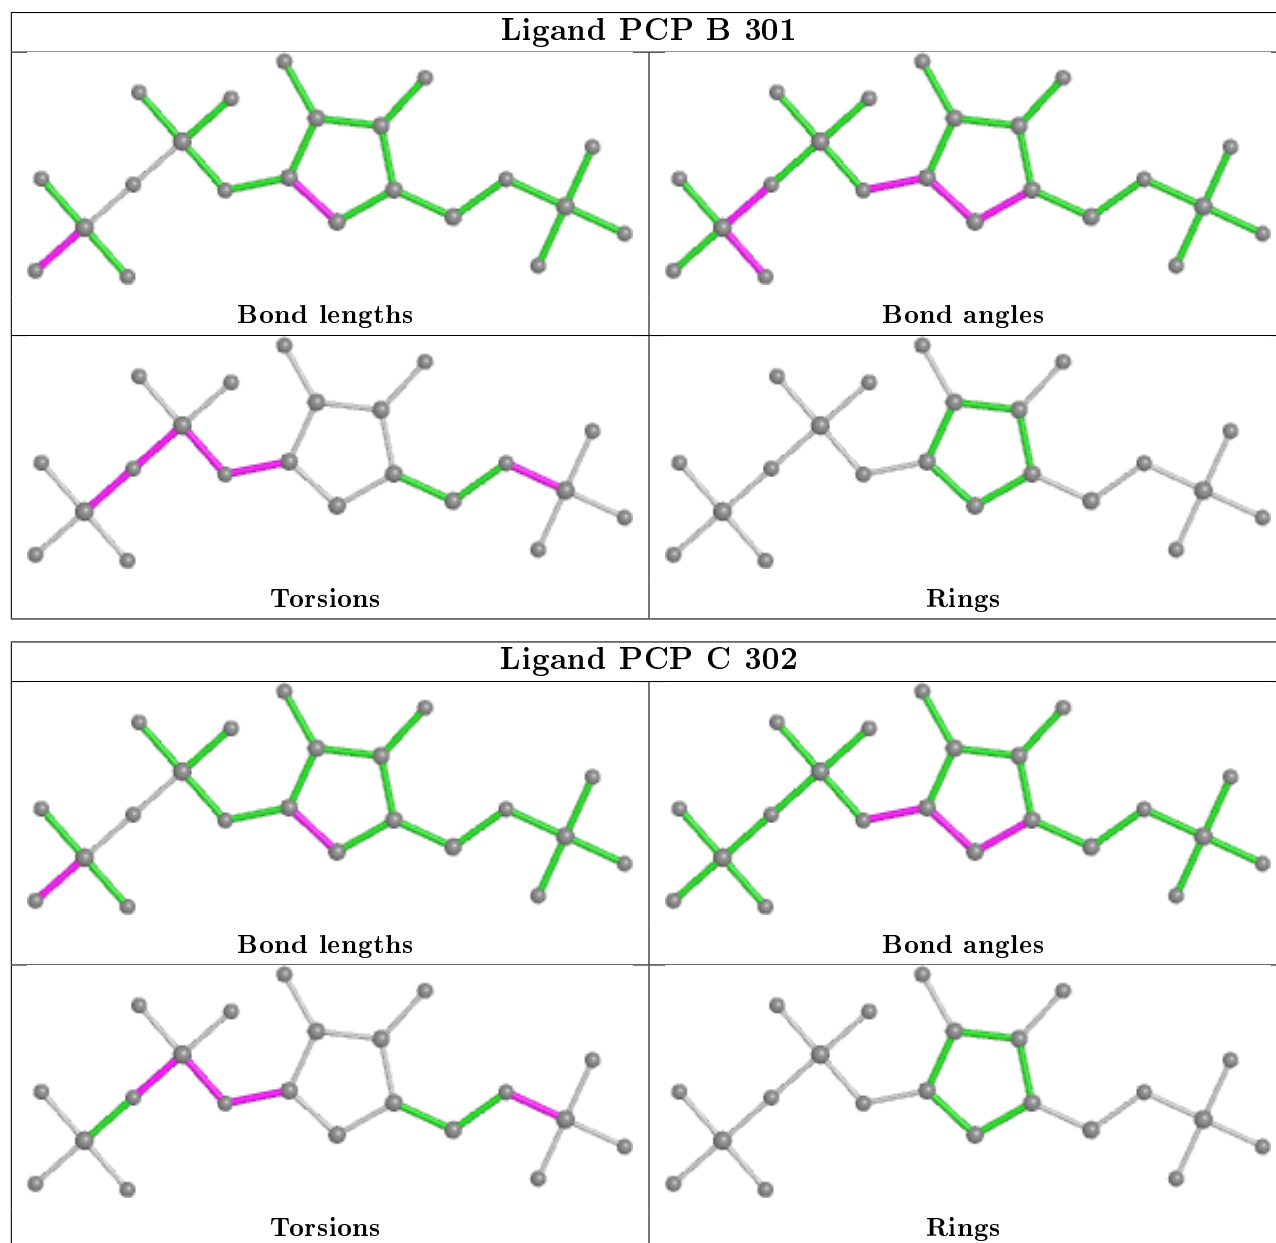 Ligand PCP B 301
Bond lengths
Bond angles
Torsions
Rings
Ligand PCP C 302
Bond lengths
Bond angles
Torsions
Rings